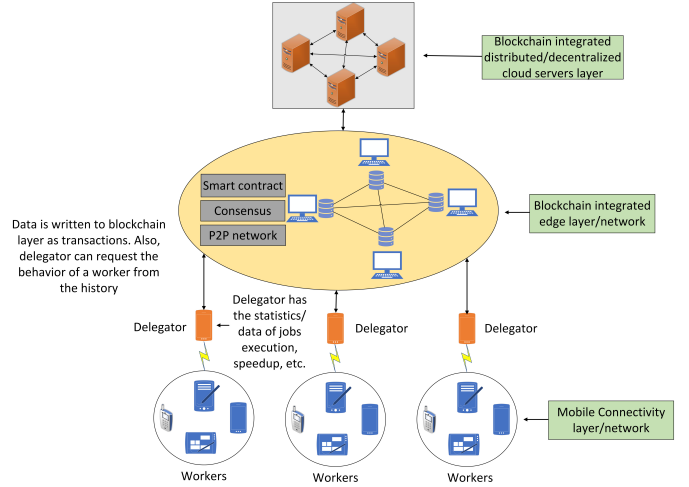 Blockchain integrated
distributed/decentralized
cloud servers layer
Smart contract
Consensus
P2P network
Blockchain integrated
edge layer/network
Data is written to blockchain
layer as transactions. Also,
delegator can request the
behavior of a worker from
the history
Delegator
Delegator has
the statistics/
data of jobs
execution,
speedup, etc.
Delegator
Delegator
Mobile Connectivity
layer/network
Workers
Workers
Workers